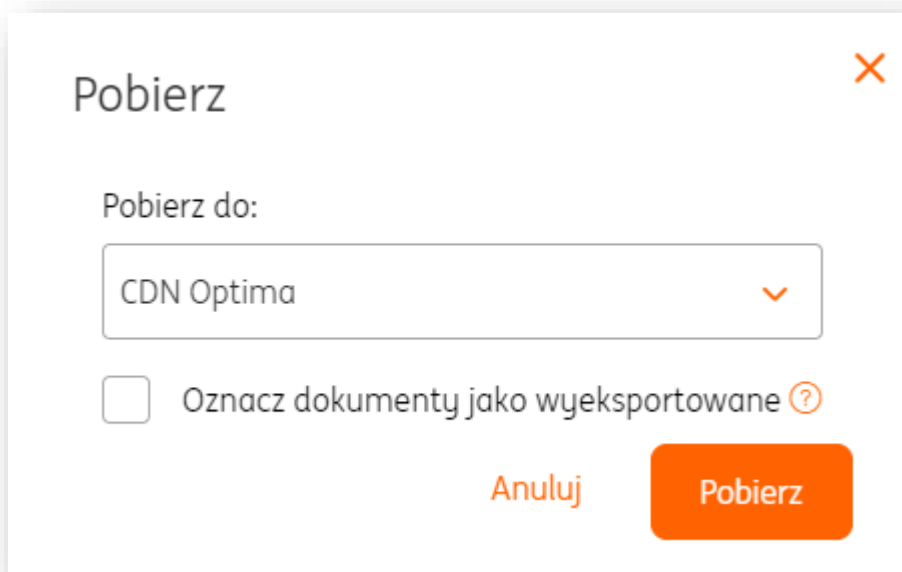 Pobierz
Pobierz do:
CDN Optima
Oznacz dokumenty jako wyeksportowane ?
Anuluj
Pobierz